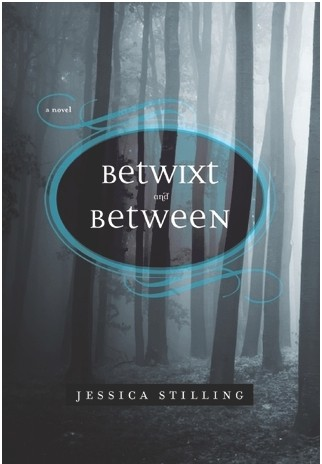 a novel
Betwixt
and
Between
JESSICA STILLING